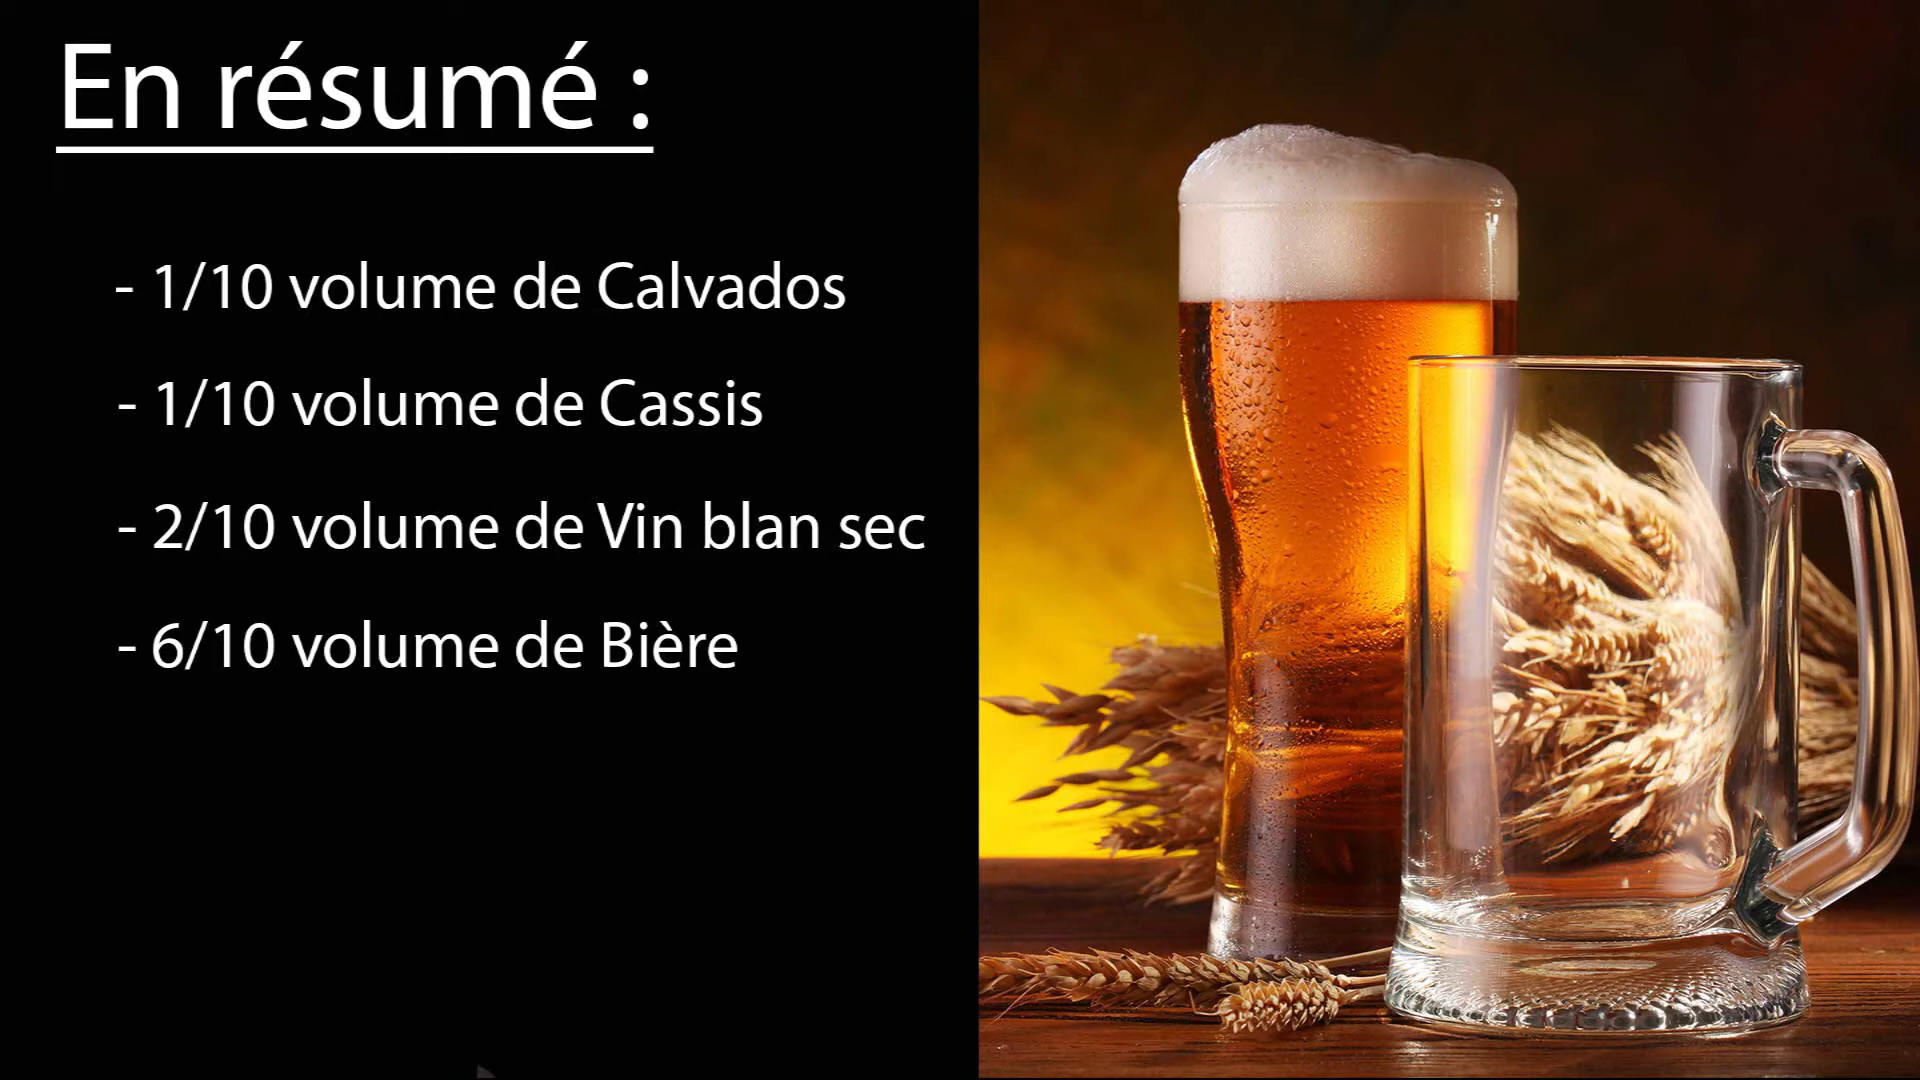 En résumé :
- 1/10 volume de Calvados
- 1/10 volume de Cassis
- 2/10 volume de Vin blan sec
- 6/10 volume de Bière